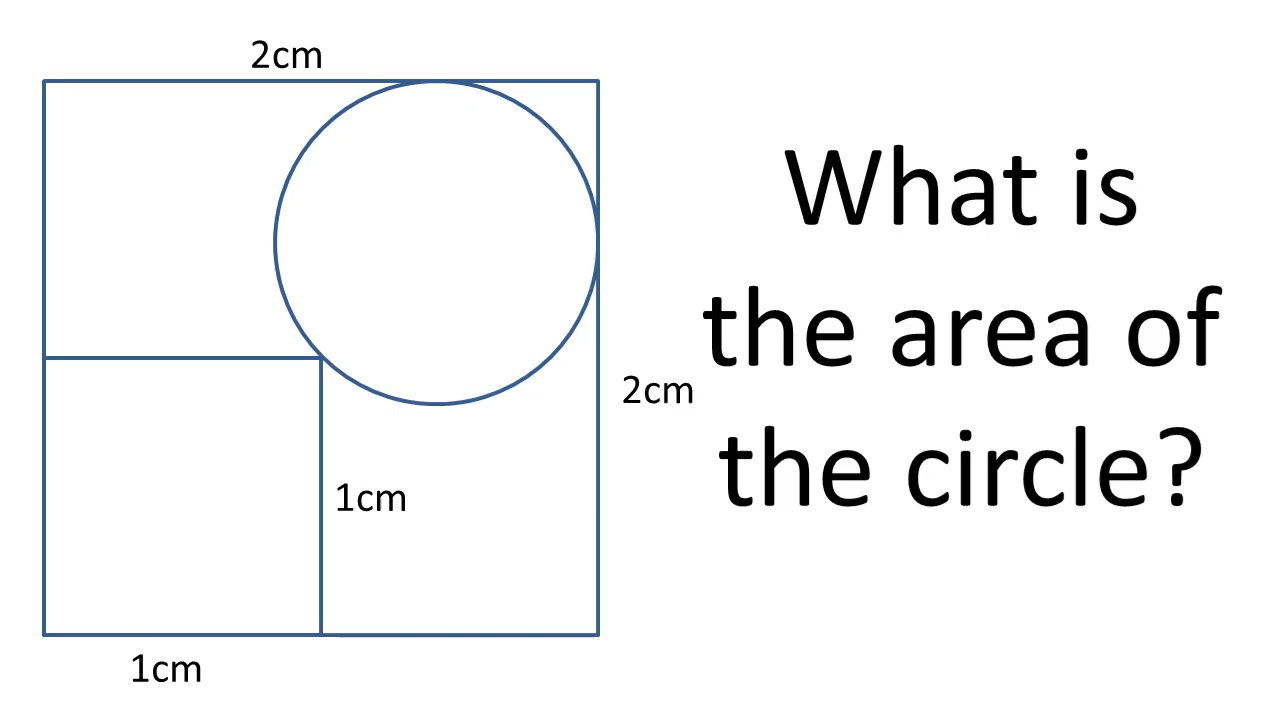 2cm
What is
the area of
the circle?
2cm
1cm
1cm